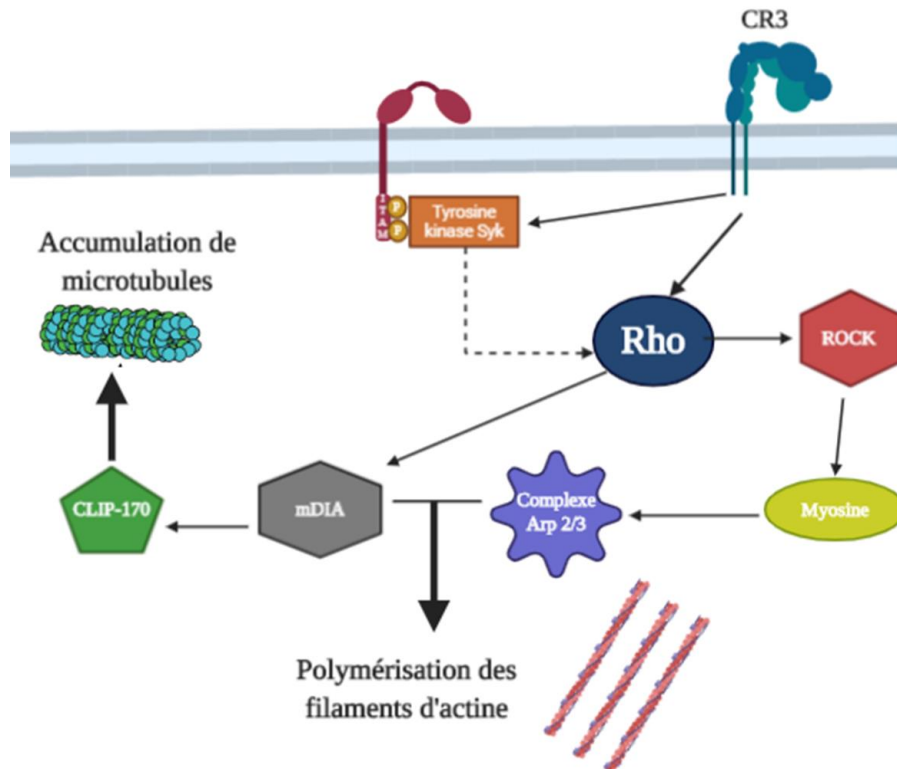 CR3
I
T
A
M
P
P
Tyrosine
kinase Syk
Accumulation de
microtubules
Rho
ROCK
CLIP-170
mDIA
Complexe
Arp 2/3
Myosine
Polymérisation des
filaments d'actine